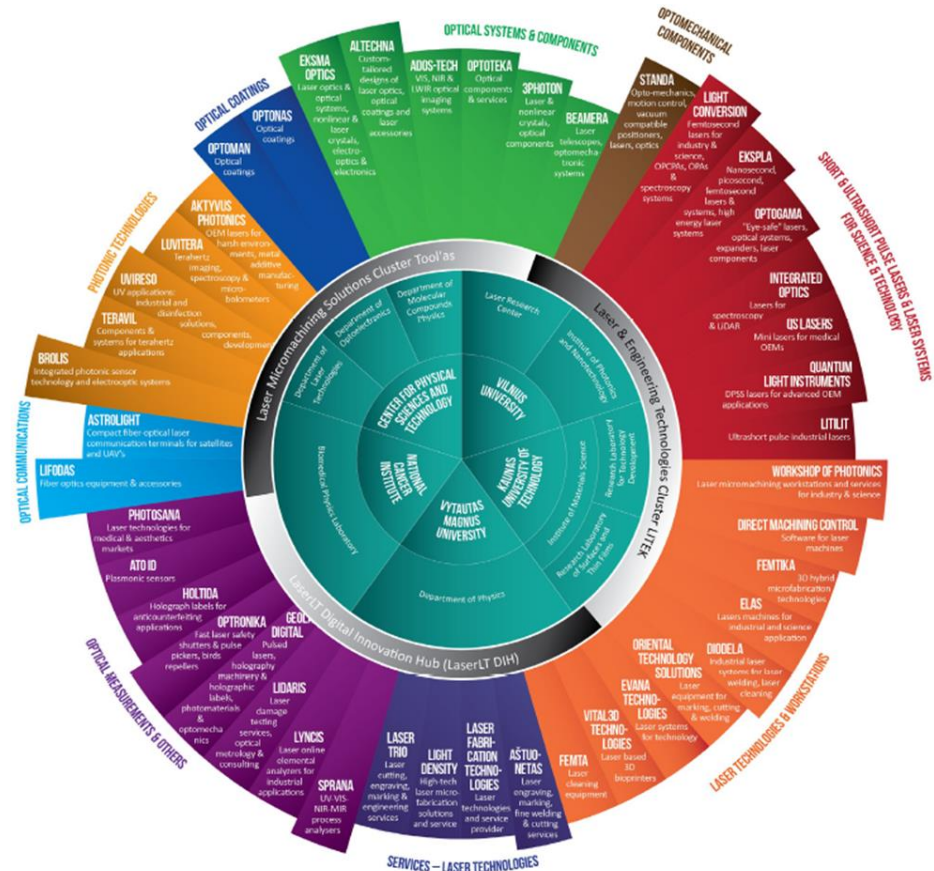 OPTICAL SYSTEMS & COMPONENTS
EKSMA
OPTICS
Laser optics &
optical
systems,
nonlinear &
laser
crystals,
electro-
optics &
electronics
ALTECHNA
Custom-
tailored
designs of
laser optics,
optical
coatings and
laser
accessories
ADOS-TECH
VIS, NIR &
LWIR optical
imaging
systems
OPTOTEKA
Optical
components
& services
3PHOTON
Laser &
nonlinear
crystals,
optical
components
BEAMERA
Laser
telescopes,
optomecha-
tronic
systems
OPTOMECHANICAL
COMPONENTS
STANDA
Opto-mechanics,
motion control,
vacuum
compatible
positioners,
lasers, optics
SHORT & ULTRASHORT PULSE LASERS & LASER SYSTEMS
FOR SCIENCE & TECHNOLOGY
LIGHT
CONVERSION
Femtosecond
lasers for
industry &
science,
OPCPAs, OPAs
&
spectroscopy
systems
EKSPLA
Nanosecond,
picosecond,
femtosecond
lasers &
systems, high
energy laser
systems
OPTOGAMA
"Eye-safe" lasers,
optical systems,
expanders, laser
components
INTEGRATED
OPTICS
Lasers for
spectroscopy
& LiDAR
QS LASERS
Mini lasers for medical
OEMs
QUANTUM
LIGHT INSTRUMENTS
DPSS lasers for advanced OEM
applications
LITILIT
Ultrashort pulse industrial
lasers
LASER TECHNOLOGIES & WORKSTATIONS
WORKSHOP OF PHOTONICS
Laser micromachining workstations and services
for industry & science
DIRECT MACHINING CONTROL
Software for laser
machines
FEMTIKA
3D hybrid
microfabrication
technologies
ELAS
Lasers machines for
industrial and science
application
DIODELA
Industrial laser
systems for laser
welding, laser
cleaning
ORIENTAL
TECHNOLOGY
SOLUTIONS
Laser
equipment for
marking, cutting
& welding
EVANA
TECHNO-
LOGIES
Laser systems
for technology
VITAL3D
TECHNO-
LOGIES
Laser based
3D
bioprinters
FEMTA
Laser
cleaning
equipment
SERVICES – LASER TECHNOLOGIES
AŠTUO-
NETAS
Laser
engraving,
marking,
fine welding
& cutting
services
LASER
FABRI-
CATION
TECHNO-
LOGIES
Laser
technologies
and service
provider
LIGHT
DENSITY
High-tech
laser micro-
fabrication
solutions
and service
LASER
TRIO
Laser
cutting,
engraving,
marking &
engineering
services
OPTICAL MEASUREMENTS & OTHERS
SPRANA
UV-VIS-
NIR-MIR
process
analysers
LYNCIS
Laser online
elemental
analyzers for
industrial
applications
LIDARIS
Laser
damage
testing
services,
optical
metrology &
consulting
GEOLA
DIGITAL
Pulsed
lasers,
holography
machinery &
holographic
labels,
photomaterials
&
optomecha
nics
OPTRONIKA
Fast laser safety
shutters & pulse
pickers, birds
repellers
HOLTIDA
Holograph labels for
anticounterfeiting
applications
ATO ID
Plasmonic sensors
PHOTOSANA
Laser technologies for
medical & aesthetics
markets
OPTICAL COMMUNICATIONS
LIFODAS
Fiber optics equipment & accessories
ASTROLIGHT
Compact fiber-optical laser
communication terminals for satellites
and UAV's
PHOTONIC TECHNOLOGIES
BROLIS
Integrated photonic sensor
technology and electrooptic systems
TERAVIL
Components &
systems for terahertz
applications
UVIRESO
UV applications:
industrial and
disinfection
solutions,
components,
development
LUVITERA
Terahertz
imaging,
spectroscopy &
micro-
bolometers
AKTYVUS
PHOTONICS
OEM lasers for
harsh environ-
ments, metal
additive
manufac-
turing
OPTICAL COATINGS
OPTOMAN
Optical
coatings
OPTONAS
Optical
coatings
Laser Micromachining Solutions Cluster Tool'as
Laser & Engineering Technologies Cluster LITEK
LaserLT Digital Innovation Hub (LaserLT DIH)
CENTER FOR PHYSICAL
SCIENCES AND
TECHNOLOGY
Department of
Laser
Technologies
Department of
Optoelectronics
Department of
Molecular
Compounds
Physics
VILNIUS
UNIVERSITY
Laser Research
Center
Institute of Photonics
and Nanotechnology
KAUNAS
UNIVERSITY OF
TECHNOLOGY
Institute of Materials Science
Research Laboratory
for Technology
Development
Research Laboratory
of Surfaces and
Thin Films
VYTAUTAS
MAGNUS
UNIVERSITY
Department of Physics
NATIONAL
CANCER
INSTITUTE
Biomedical Physics Laboratory